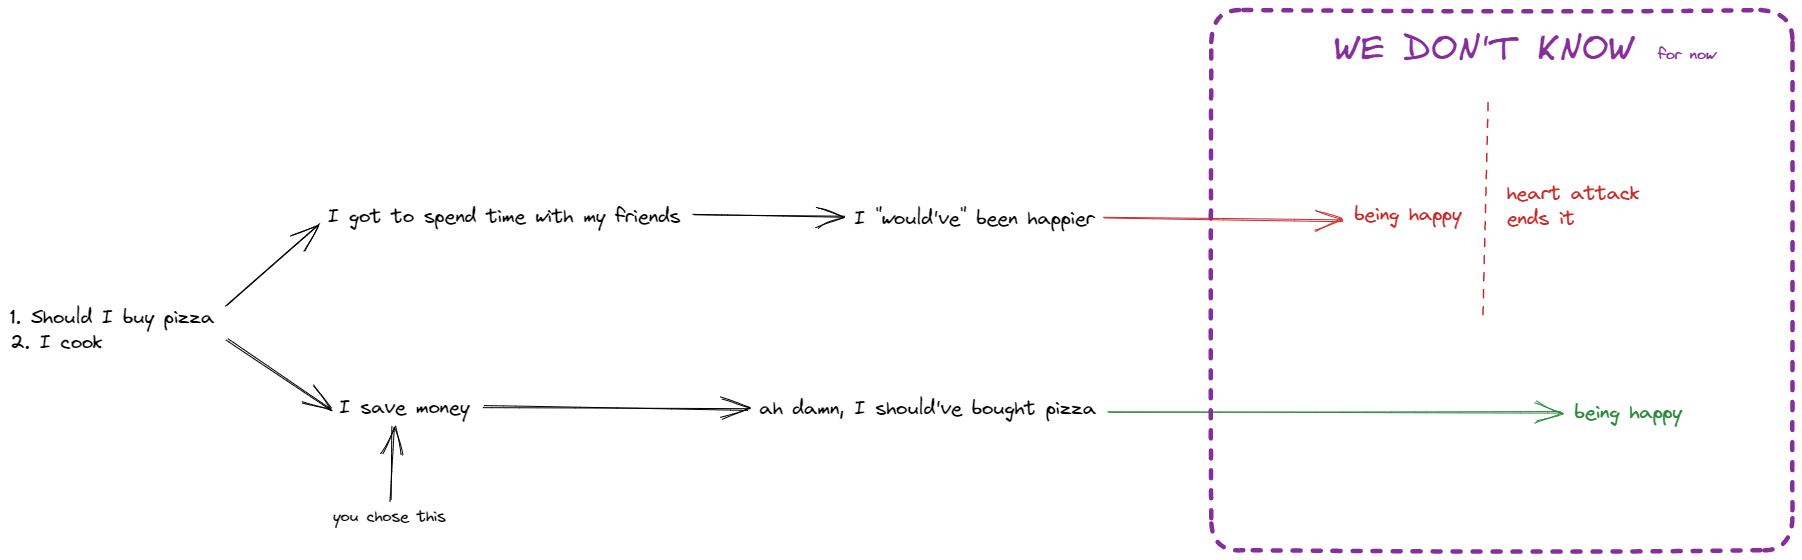 WE DON'T KNOW for now
heart attack
ends it
I got to spend time with my friends
I "would've" been happier
being happy
1. Should I buy pizza
2. I cook
I save money
ah damn, I should've bought pizza
being happy
you chose this